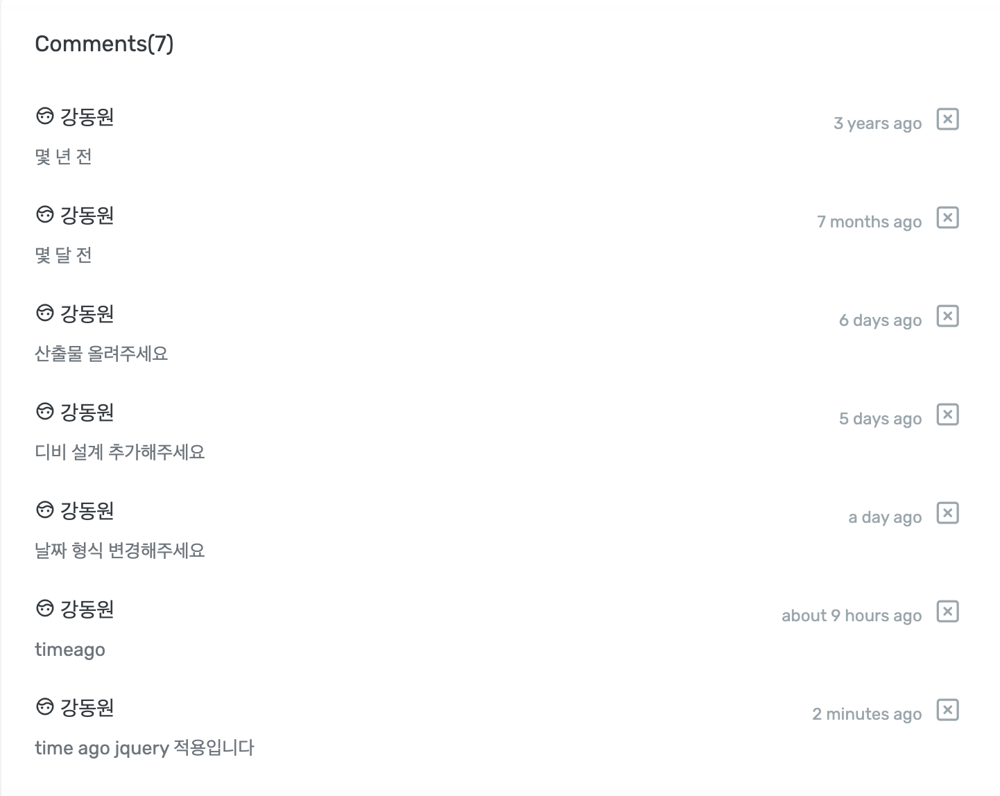 Comments(7)
강동원
3 years ago
몇 년 전
강동원
7 months ago
몇 달 전
강동원
6 days ago
산출물 올려주세요
강동원
5 days ago
디비 설계 추가해주세요
강동원
a day ago
날짜 형식 변경해주세요
강동원
about 9 hours ago
timeago
강동원
2 minutes ago
time ago jquery 적용입니다